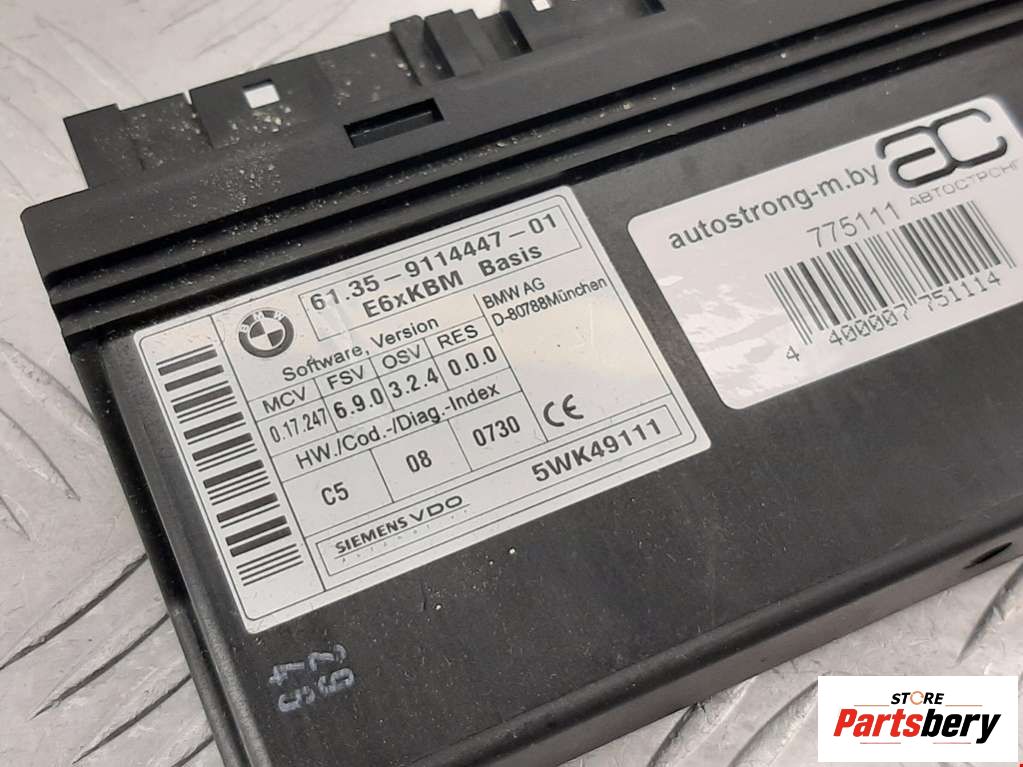 BMW
61.35-9114447-01
E6xKBM Basis
Software, Version
MCV FSV OSV RES
0.17.247 6.9.0 3.2.4 0.0.0
HW./Cod.-/Diag.-Index
C5 08 0730
BMW AG
D-80788München
CE
SIEMENS VDO
5WK49111
autostrong-m.by
ac
АВТОСТРОНГ
775111
4 400007 751114
STORE
Partsbery